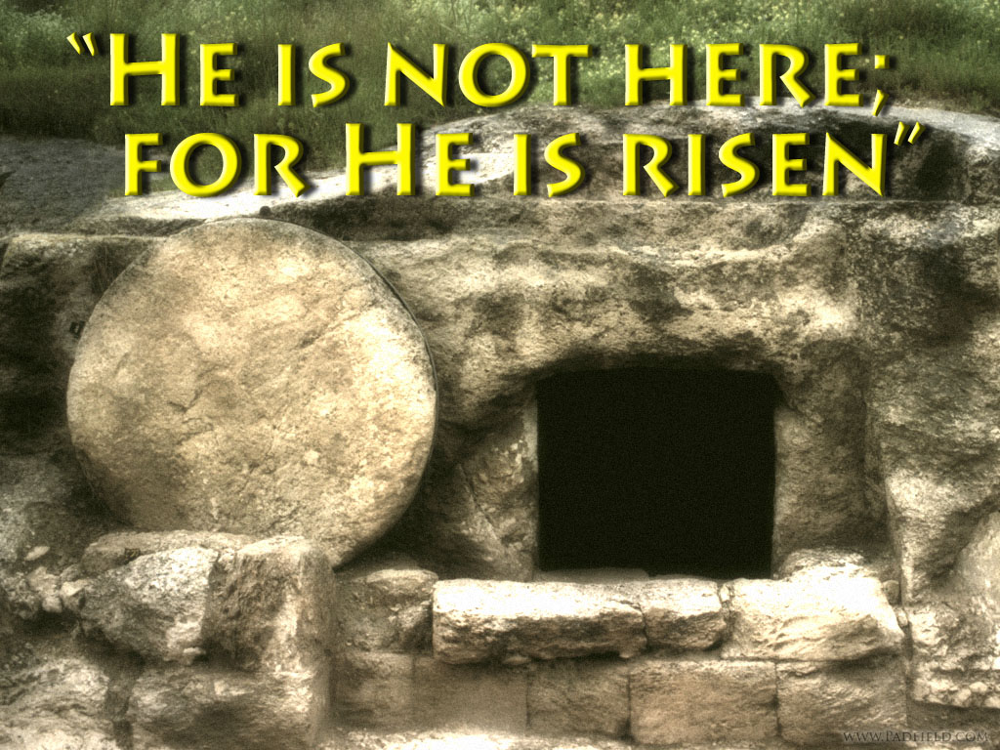 “He is not here;
for He is risen”
www.Padfield.com